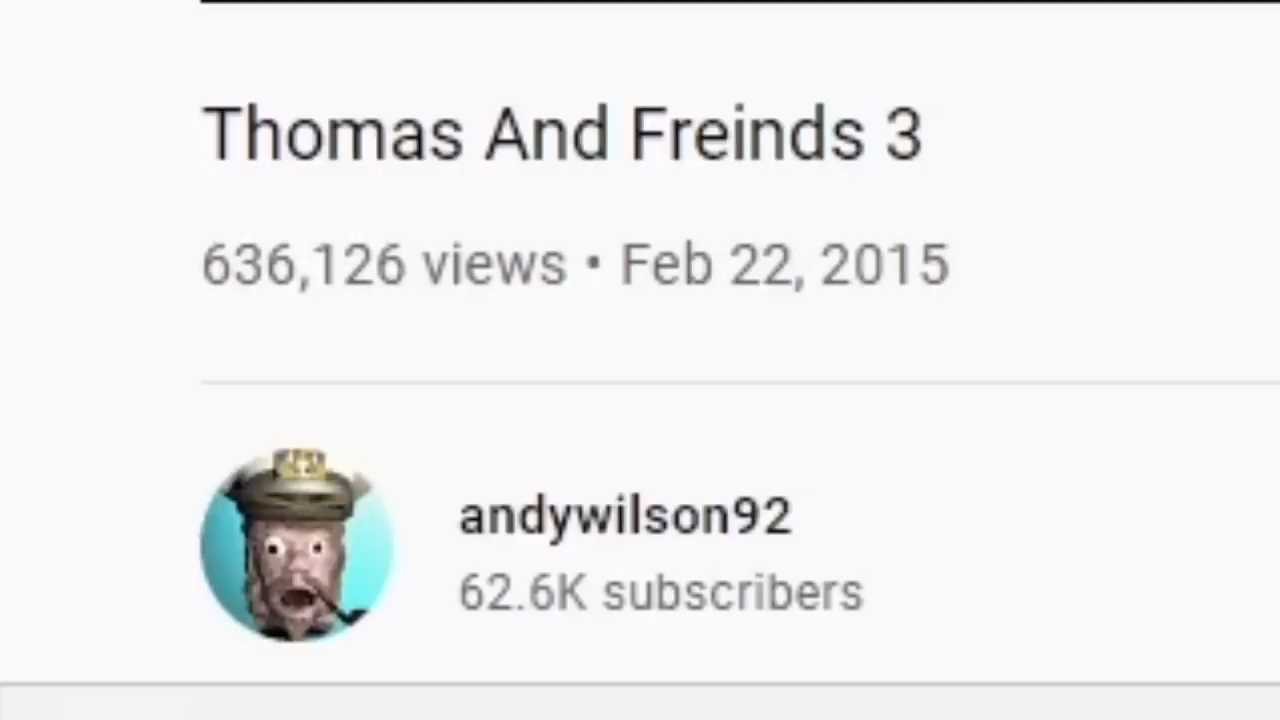 Thomas And Freinds 3
636,126 views • Feb 22, 2015
andywilson92
62.6K subscribers